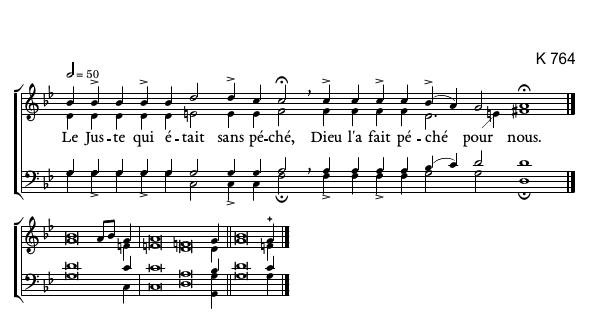 K 764
= 50
Le Jus - te qui é - tait sans pé - ché, Dieu l'a fait pé - ché pour nous.